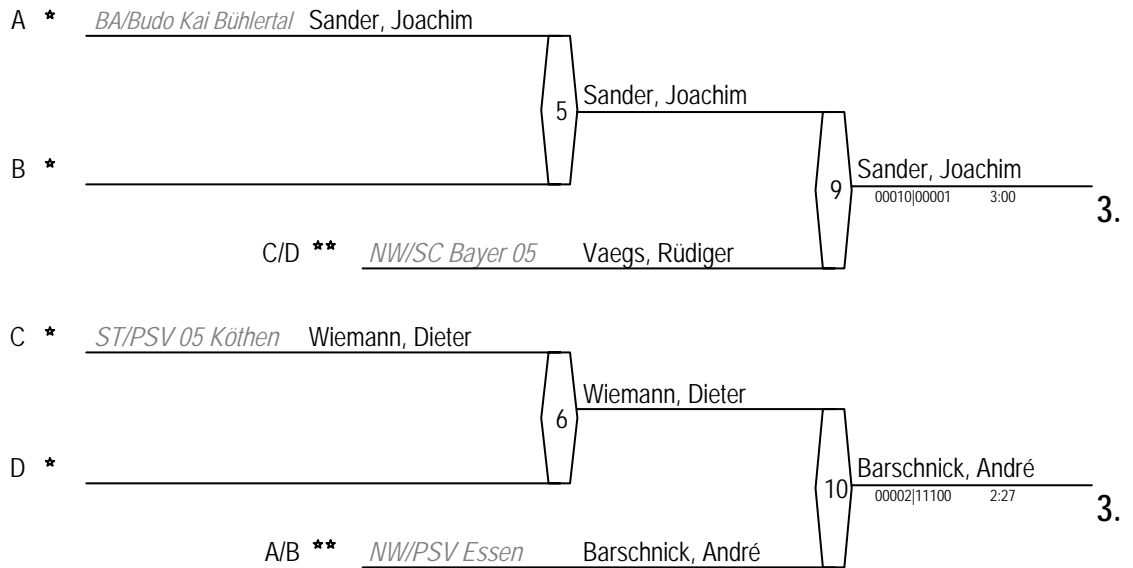 A * BA/Budo Kai Bühlertal Sander, Joachim
5 Sander, Joachim
B *
9 Sander, Joachim
00010|00001 3:00
3.
C/D ** NW/SC Bayer 05 Vaegs, Rüdiger
C * ST/PSV 05 Köthen Wiemann, Dieter
6 Wiemann, Dieter
D *
10 Barschnick, André
00002|11100 2:27
3.
A/B ** NW/PSV Essen Barschnick, André